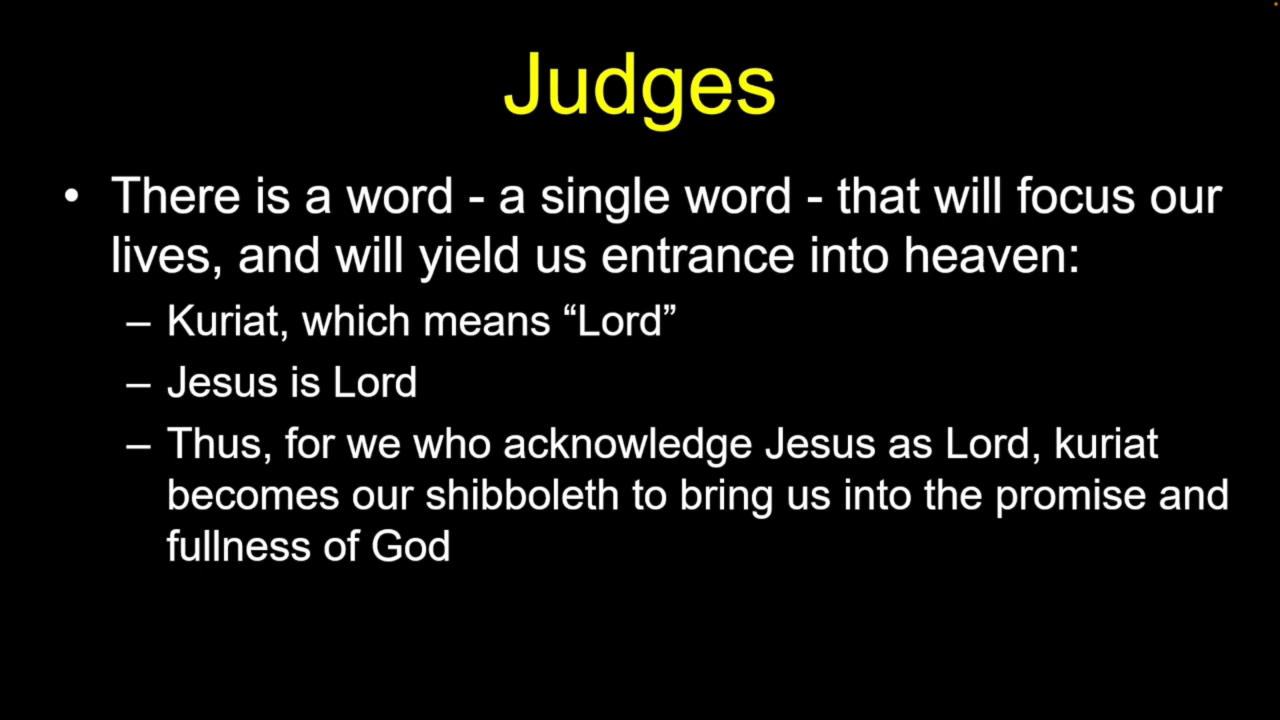 Judges
• There is a word - a single word - that will focus our
lives, and will yield us entrance into heaven:
– Kuriat, which means “Lord”
– Jesus is Lord
– Thus, for we who acknowledge Jesus as Lord, kuriat
becomes our shibboleth to bring us into the promise and
fullness of God